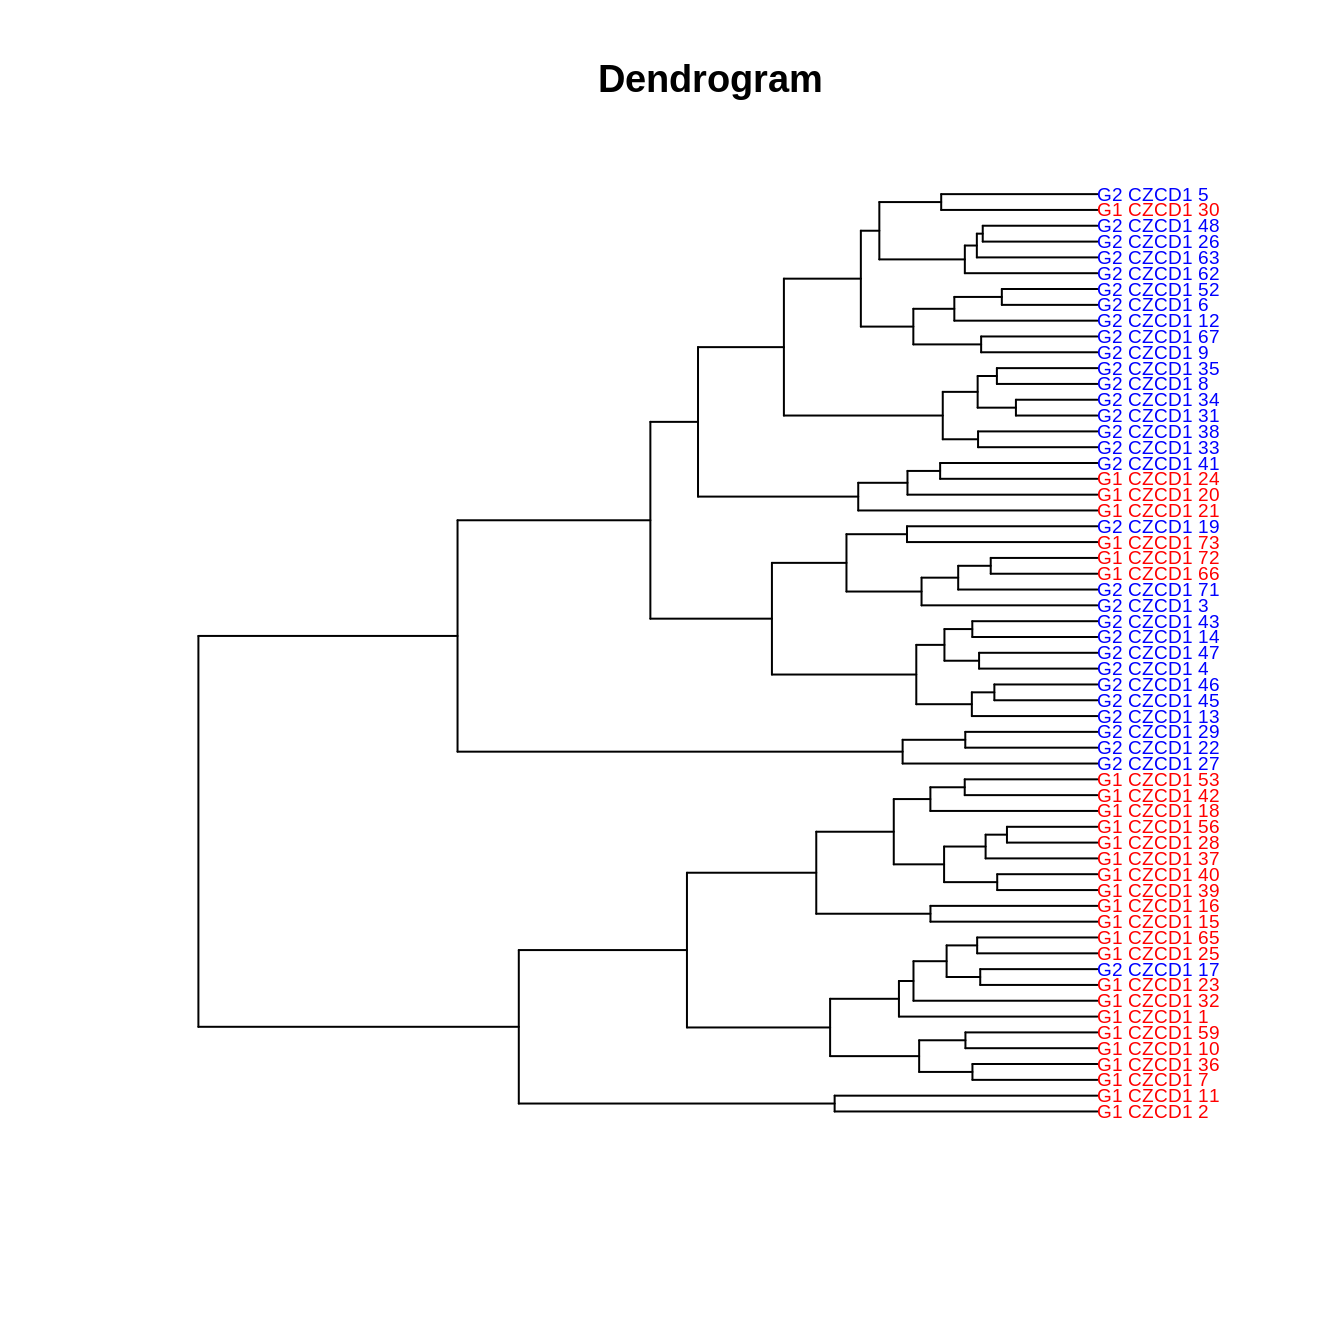 Dendrogram
G2 CZCD1 5
G1 CZCD1 30
G2 CZCD1 48
G2 CZCD1 26
G2 CZCD1 63
G2 CZCD1 62
G2 CZCD1 52
G2 CZCD1 6
G2 CZCD1 12
G2 CZCD1 67
G2 CZCD1 9
G2 CZCD1 35
G2 CZCD1 8
G2 CZCD1 34
G2 CZCD1 31
G2 CZCD1 38
G2 CZCD1 33
G2 CZCD1 41
G1 CZCD1 24
G1 CZCD1 20
G1 CZCD1 21
G2 CZCD1 19
G1 CZCD1 73
G1 CZCD1 72
G1 CZCD1 66
G2 CZCD1 71
G2 CZCD1 3
G2 CZCD1 43
G2 CZCD1 14
G2 CZCD1 47
G2 CZCD1 4
G2 CZCD1 46
G2 CZCD1 45
G2 CZCD1 13
G2 CZCD1 29
G2 CZCD1 22
G2 CZCD1 27
G1 CZCD1 53
G1 CZCD1 42
G1 CZCD1 18
G1 CZCD1 56
G1 CZCD1 28
G1 CZCD1 37
G1 CZCD1 40
G1 CZCD1 39
G1 CZCD1 16
G1 CZCD1 15
G1 CZCD1 65
G1 CZCD1 25
G2 CZCD1 17
G1 CZCD1 23
G1 CZCD1 32
G1 CZCD1 1
G1 CZCD1 59
G1 CZCD1 10
G1 CZCD1 36
G1 CZCD1 7
G1 CZCD1 11
G1 CZCD1 2